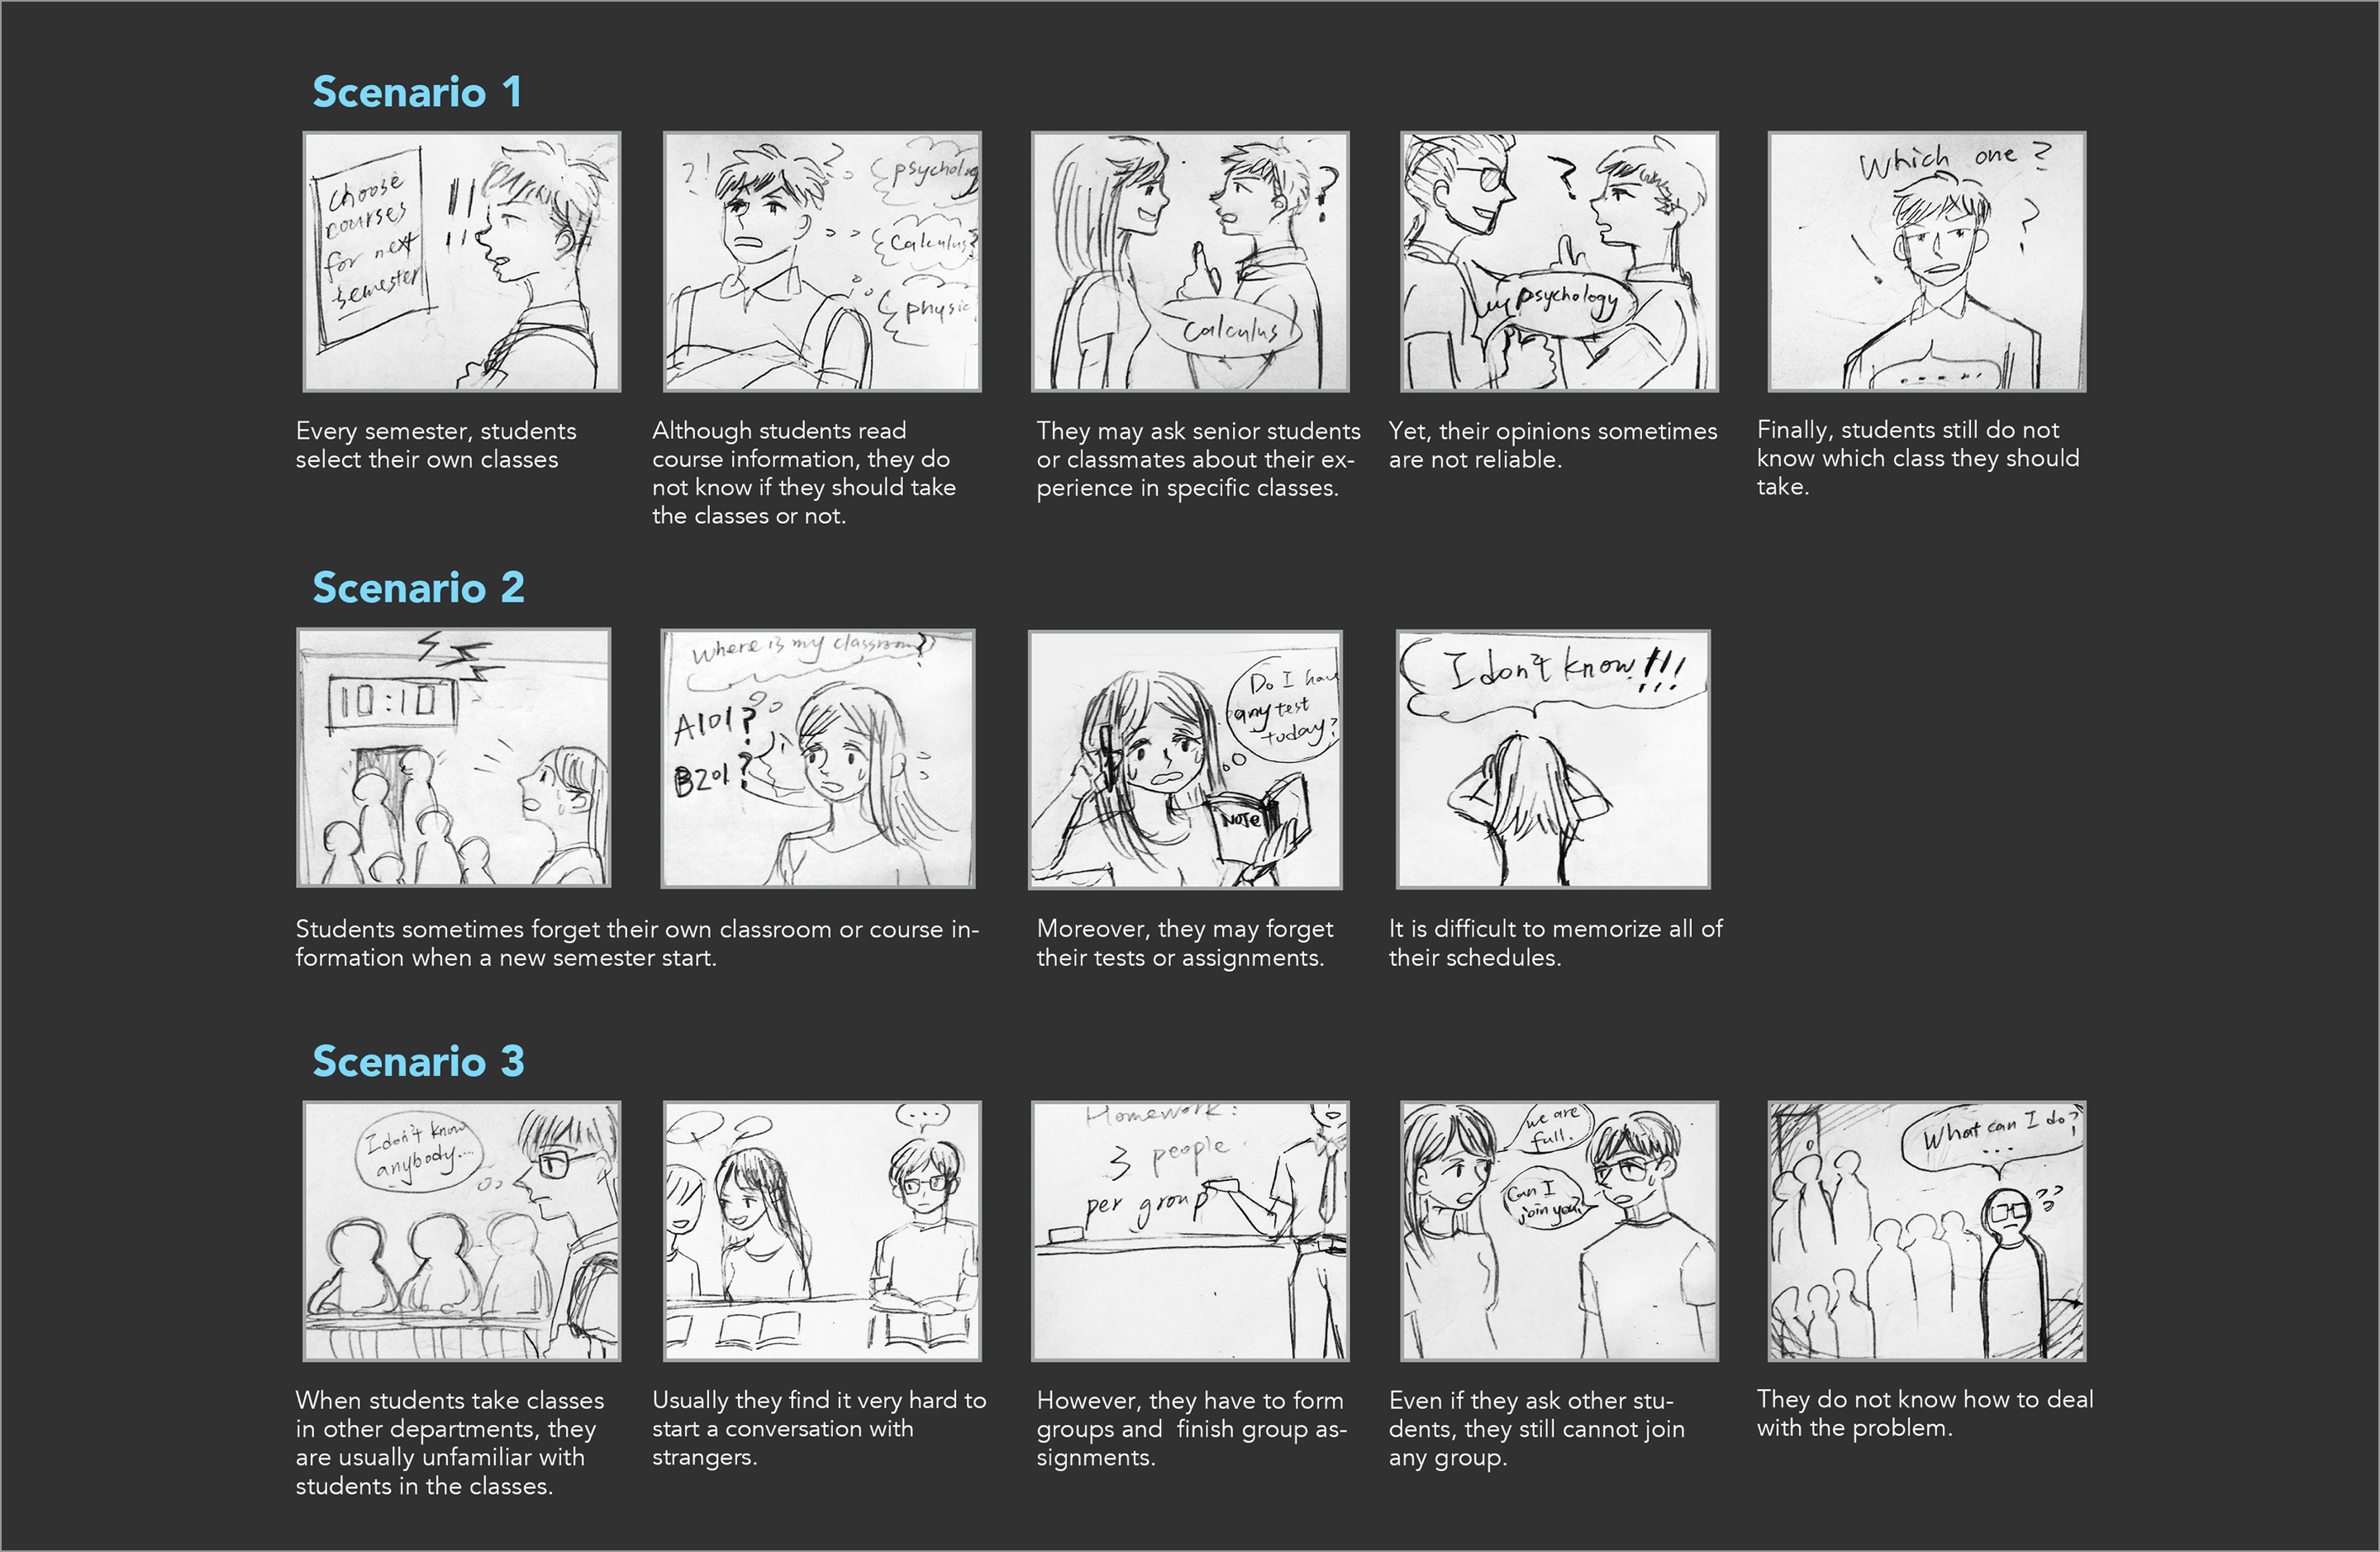 Scenario 1
choose
courses
for next
semester
!!
?!
?
psycholog
Calculus?
physic
?
Calculus
?
my psychology
Which one?
?
!
.....
Every semester, students
select their own classes
Although students read
course information, they do
not know if they should take
the classes or not.
They may ask senior students
or classmates about their ex-
perience in specific classes.
Yet, their opinions sometimes
are not reliable.
Finally, students still do not
know which class they should
take.
Scenario 2
10:10
Where is my classroom?
A101?
B201?
Do I have
any test
today?
NOTE
I don't know!!!
Students sometimes forget their own classroom or course in-
formation when a new semester start.
Moreover, they may forget
their tests or assignments.
It is difficult to memorize all of
their schedules.
Scenario 3
I don't know
anybody....
...
Homework:
3 people
per group
we are
full.
Can I
join you?
What can I do?
...
???
When students take classes
in other departments, they
are usually unfamiliar with
students in the classes.
Usually they find it very hard to
start a conversation with
strangers.
However, they have to form
groups and  finish group as-
signments.
Even if they ask other stu-
dents, they still cannot join
any group.
They do not know how to deal
with the problem.